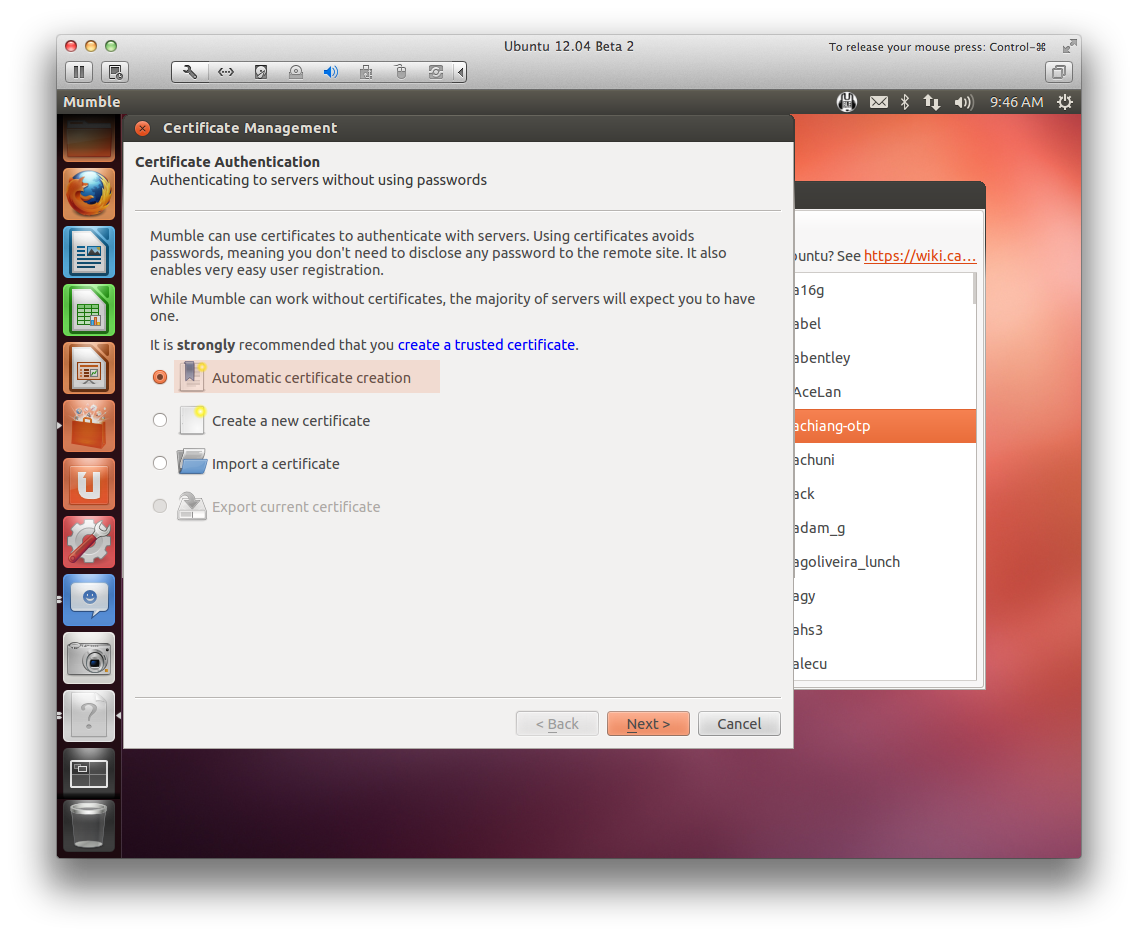 Ubuntu 12.04 Beta 2
To release your mouse press: Control-⌘
Mumble
9:46 AM
Certificate Management
Certificate Authentication
Authenticating to servers without using passwords
Mumble can use certificates to authenticate with servers. Using certificates avoids
passwords, meaning you don't need to disclose any password to the remote site. It also
enables very easy user registration.
While Mumble can work without certificates, the majority of servers will expect you to have
one.
It is strongly recommended that you create a trusted certificate.
Automatic certificate creation
Create a new certificate
Import a certificate
Export current certificate
< Back
Next >
Cancel
buntu? See https://wiki.ca...
a16g
abel
abentley
AceLan
achiang-otp
achuni
ack
adam_g
agoliveira_lunch
agy
ahs3
alecu